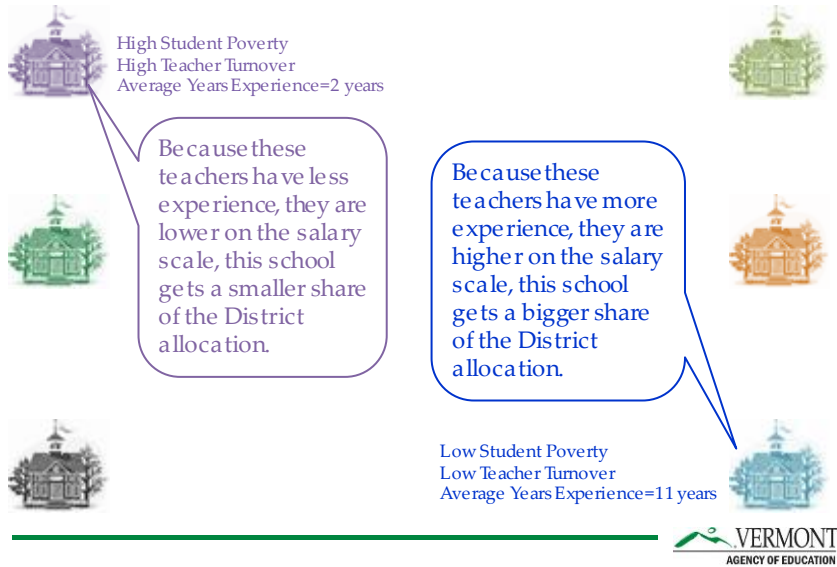 High Student Poverty
High Teacher Turnover
Average Years Experience=2 years
Because these
teachers have less
experience, they are
lower on the salary
scale, this school
gets a smaller share
of the District
allocation.
Because these
teachers have more
experience, they are
higher on the salary
scale, this school
gets a bigger share
of the District
allocation.
Low Student Poverty
Low Teacher Turnover
Average Years Experience=11 years
VERMONT
AGENCY OF EDUCATION